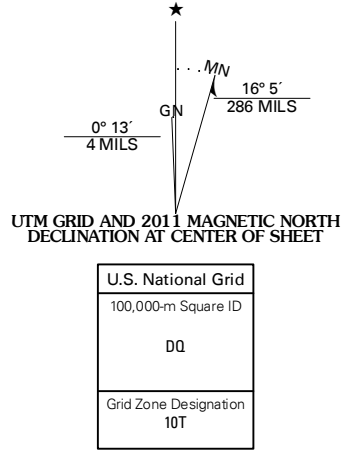 ★
MN
GN
16° 5´
286 MILS
0° 13´
4 MILS
UTM GRID AND 2011 MAGNETIC NORTH
DECLINATION AT CENTER OF SHEET
U.S. National Grid
100,000-m Square ID
DQ
Grid Zone Designation
10T